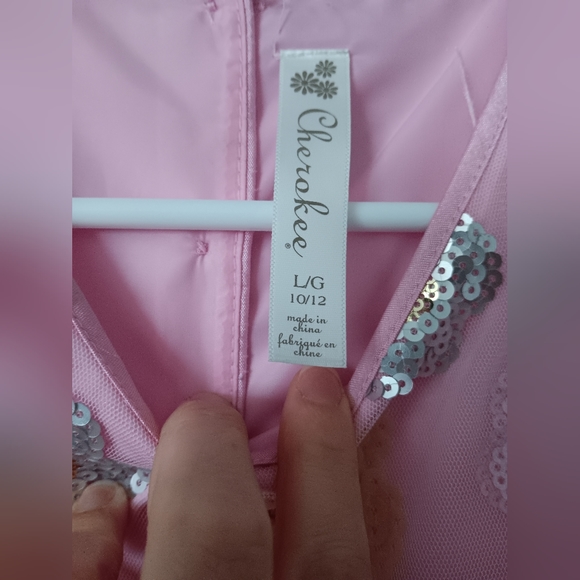 Cherokee®
L/G
10/12
made in
china
fabriqué en
chine